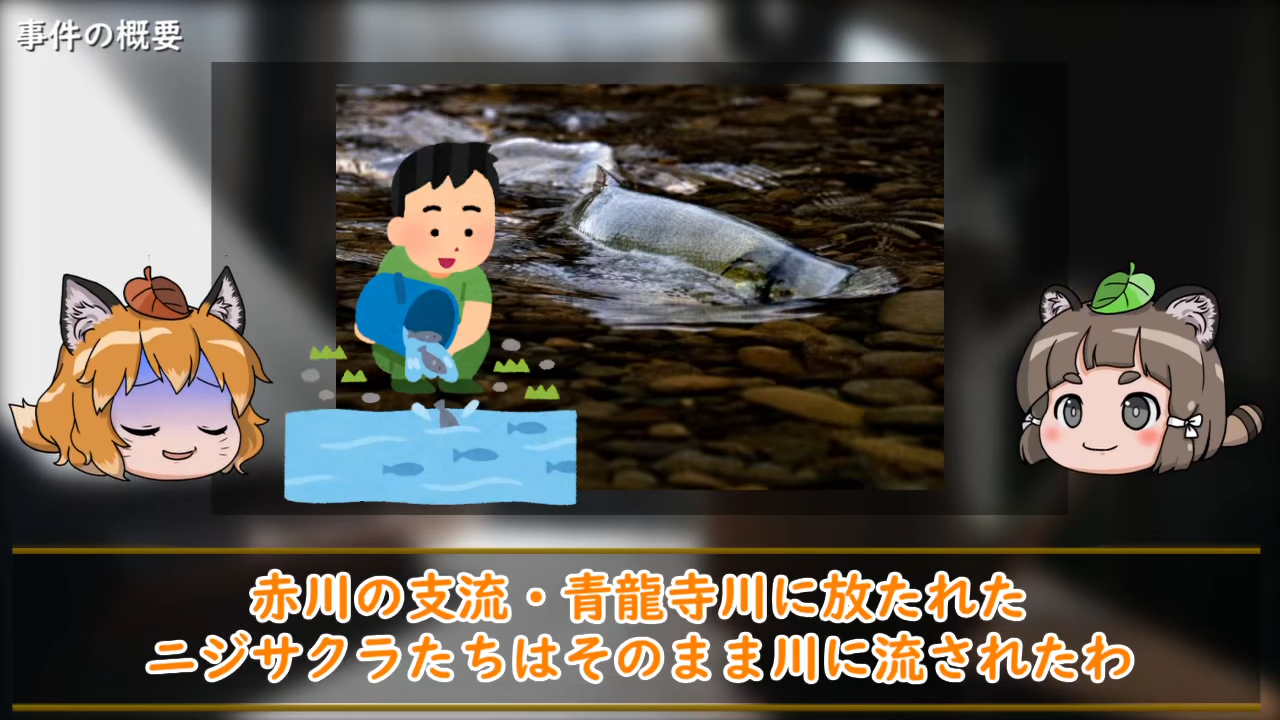 事件の概要
赤川の支流・青龍寺川に放たれた
ニジサクラたちはそのまま川に流されたわ